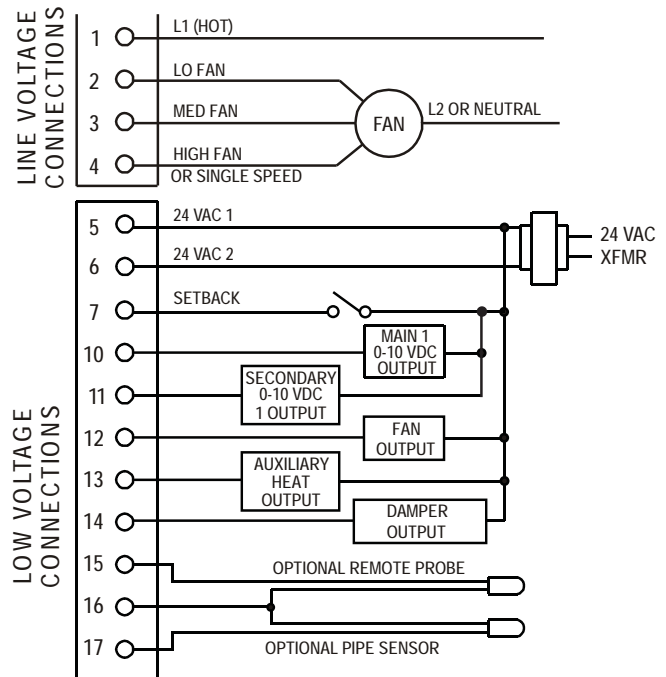 LINE VOLTAGE
CONNECTIONS
1 L1 (HOT)
2 LO FAN
3 MED FAN
4 HIGH FAN
OR SINGLE SPEED
FAN
L2 OR NEUTRAL
LOW VOLTAGE
CONNECTIONS
5 24 VAC 1
6 24 VAC 2
24 VAC
XFMR
7 SETBACK
10 MAIN 1
0-10 VDC
OUTPUT
11 SECONDARY
0-10 VDC
1 OUTPUT
12 FAN
OUTPUT
13 AUXILIARY
HEAT
OUTPUT
14 DAMPER
OUTPUT
15 OPTIONAL REMOTE PROBE
16
17 OPTIONAL PIPE SENSOR